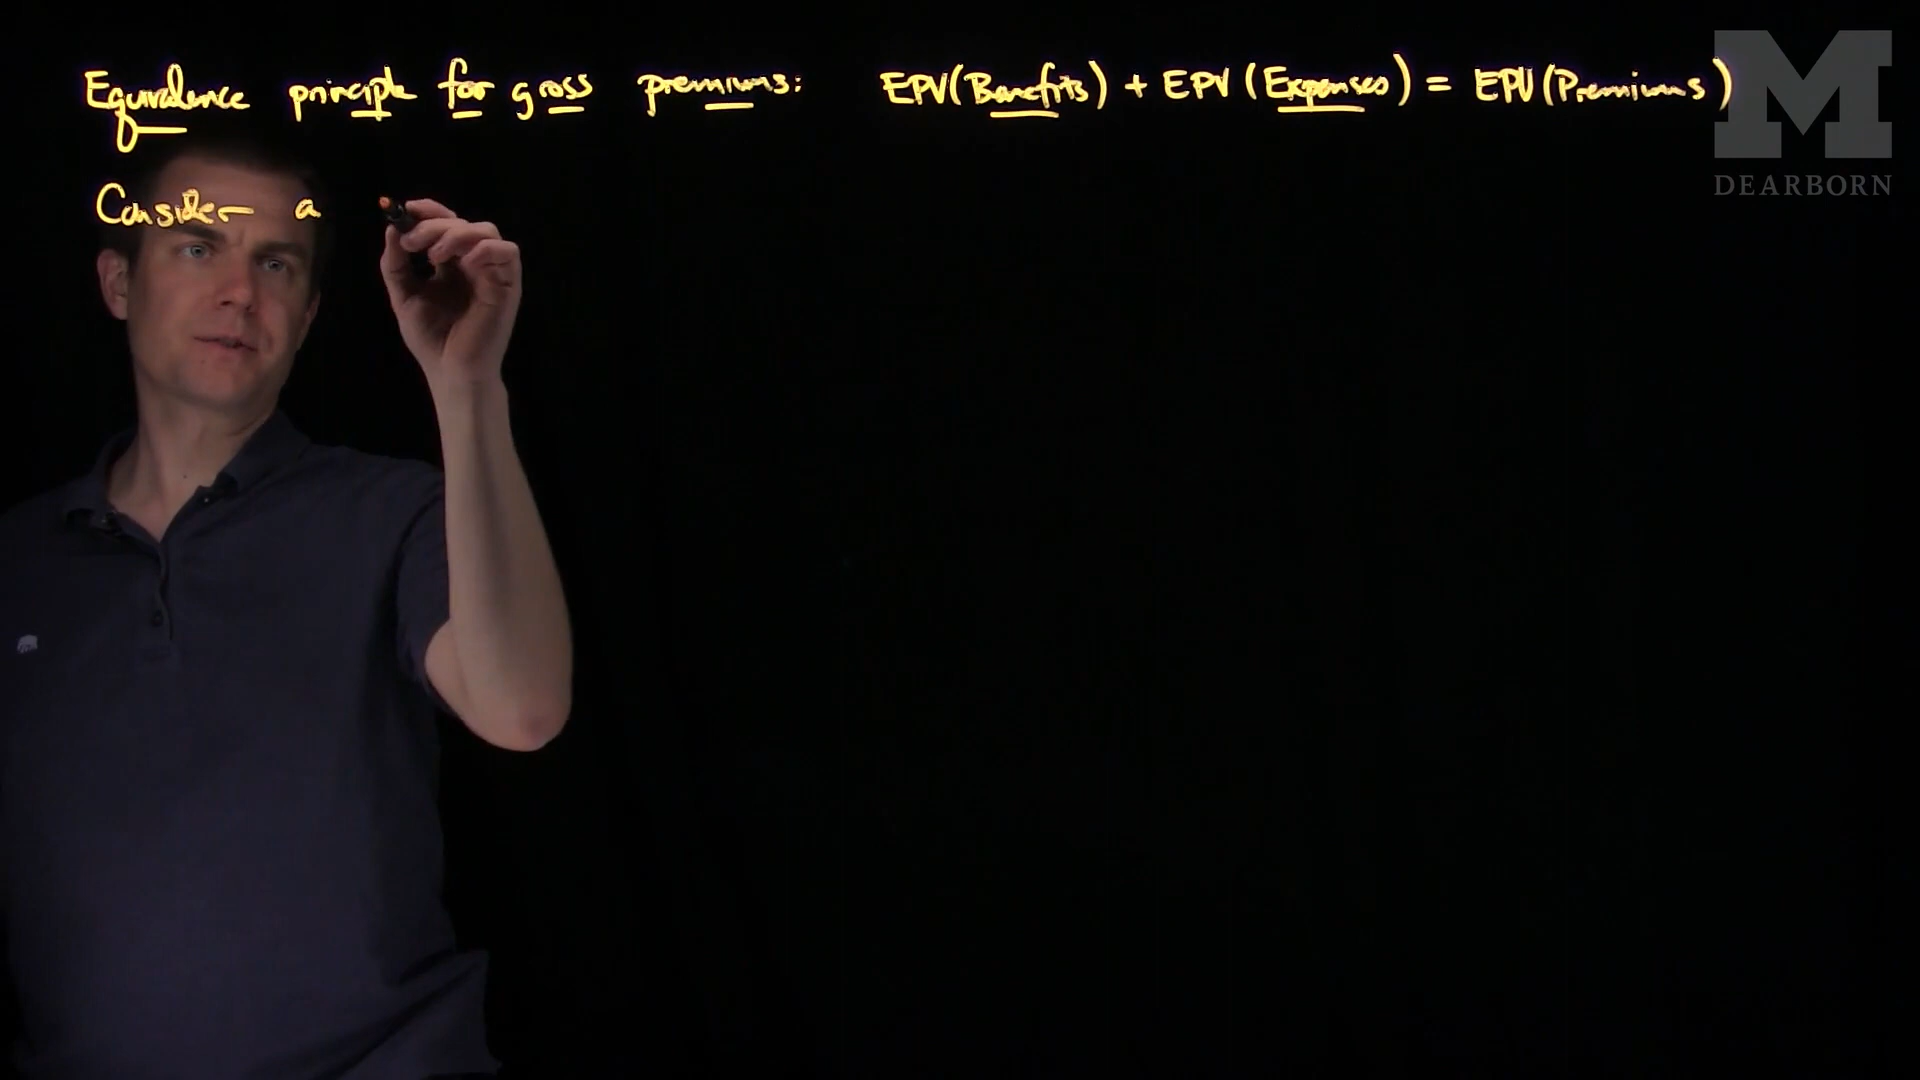 Equivalence principle for gross premiums: EPV(Benefits) + EPV(Expenses) = EPV(Premiums)
Consider a
M
DEARBORN